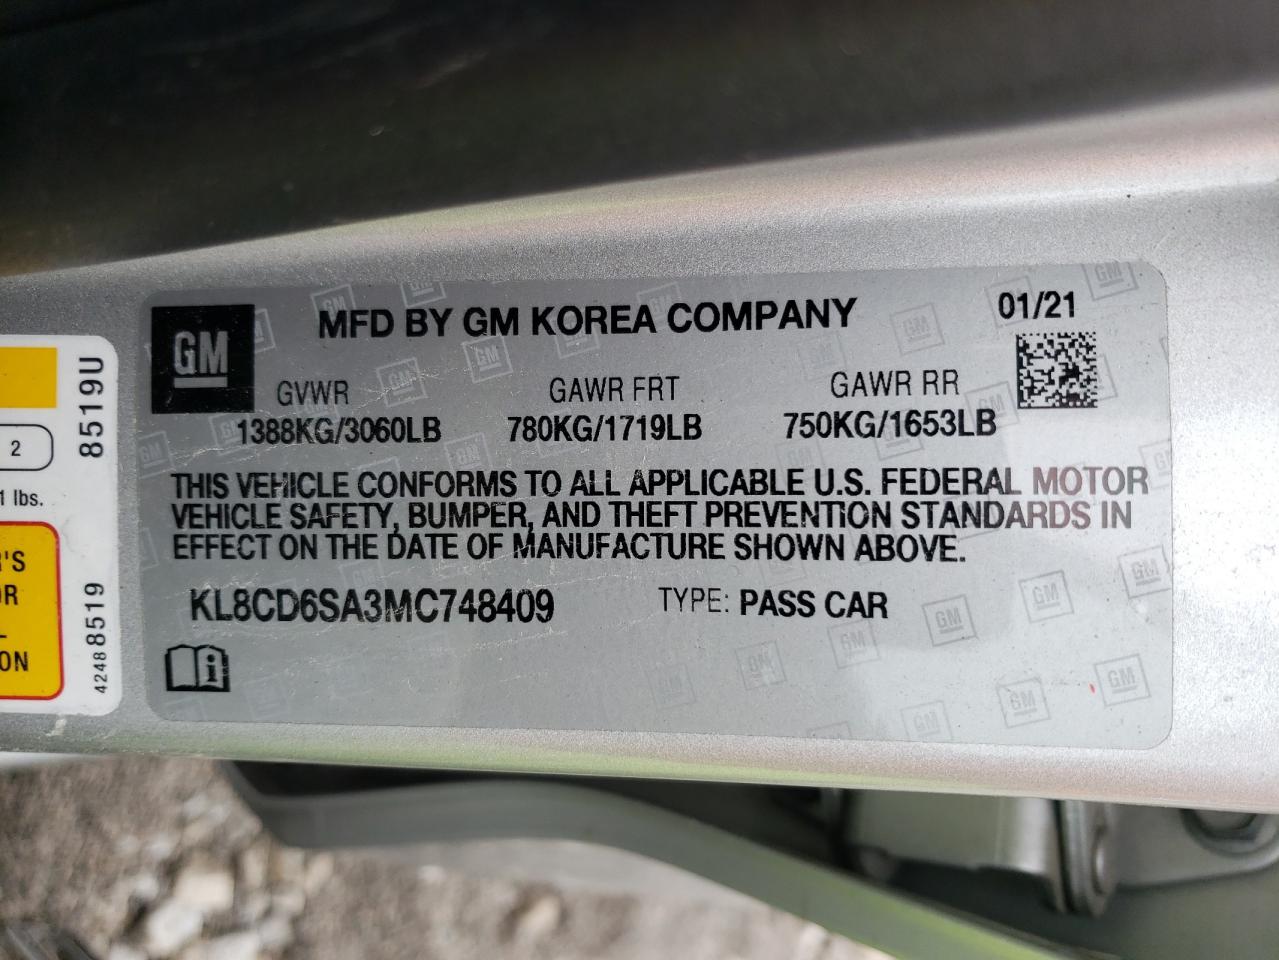 GM
MFD BY GM KOREA COMPANY
01/21
GVWR GAWR FRT GAWR RR
1388KG/3060LB 780KG/1719LB 750KG/1653LB
THIS VEHICLE CONFORMS TO ALL APPLICABLE U.S. FEDERAL MOTOR
VEHICLE SAFETY, BUMPER, AND THEFT PREVENTION STANDARDS IN
EFFECT ON THE DATE OF MANUFACTURE SHOWN ABOVE.
KL8CD6SA3MC748409 TYPE: PASS CAR
8519U
2
1 lbs.
'S
OR
L
ON
42488519